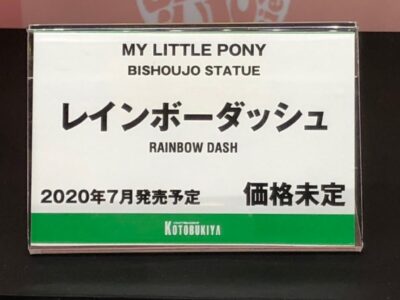 MY LITTLE PONY
BISHOUJO STATUE
レインボーダッシュ
RAINBOW DASH
2020年7月発売予定 価格未定
KOTOBUKIYA